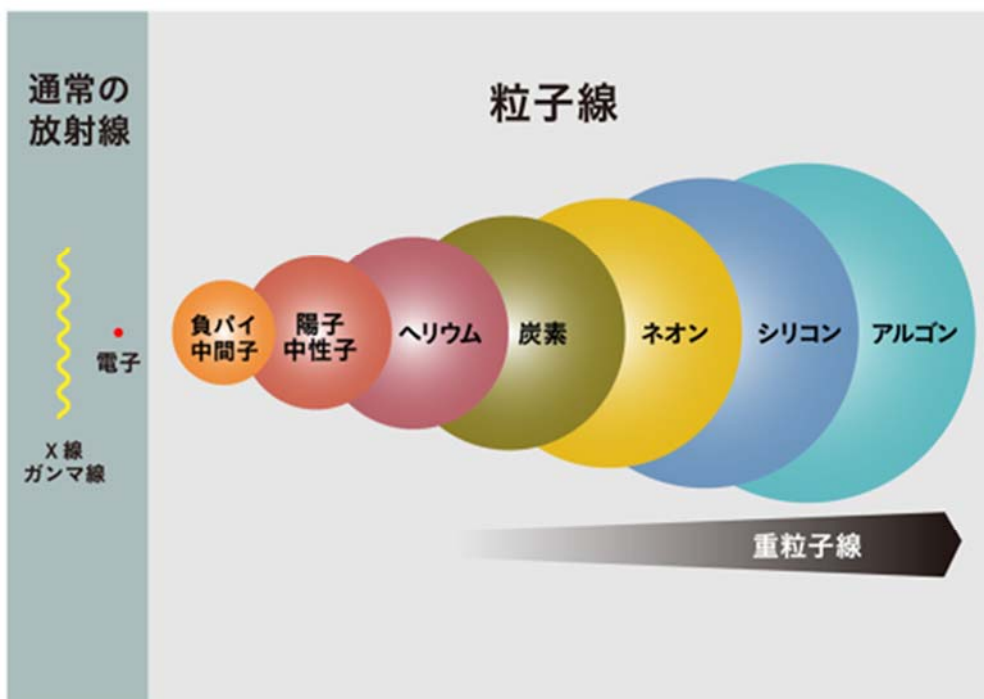 通常の
放射線
粒子線
電子
X線
ガンマ線
負パイ
中間子
陽子
中性子
ヘリウム
炭素
ネオン
シリコン
アルゴン
重粒子線